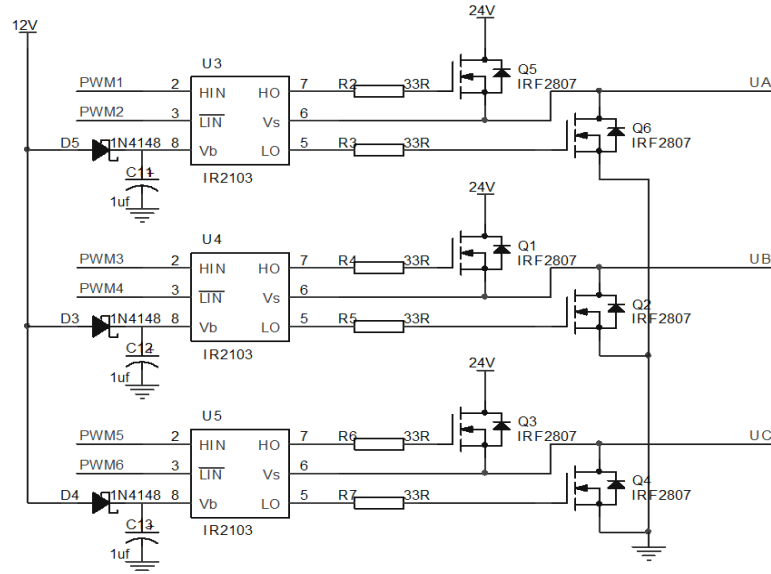 12V
24V
U3
Q5
IRF2807
PWM1 2 HIN HO 7 R2 33R UA
PWM2 3 LIN Vs 6
Q6
IRF2807
D5 1N4148 8 Vb LO 5 R3 33R
C11+
1uf
IR2103
24V
U4
Q1
IRF2807
PWM3 2 HIN HO 7 R4 33R UB
PWM4 3 LIN Vs 6
Q2
IRF2807
D3 1N4148 8 Vb LO 5 R5 33R
C12+
1uf
IR2103
24V
U5
Q3
IRF2807
PWM5 2 HIN HO 7 R6 33R UC
PWM6 3 LIN Vs 6
Q4
IRF2807
D4 1N4148 8 Vb LO 5 R7 33R
C13+
1uf
IR2103